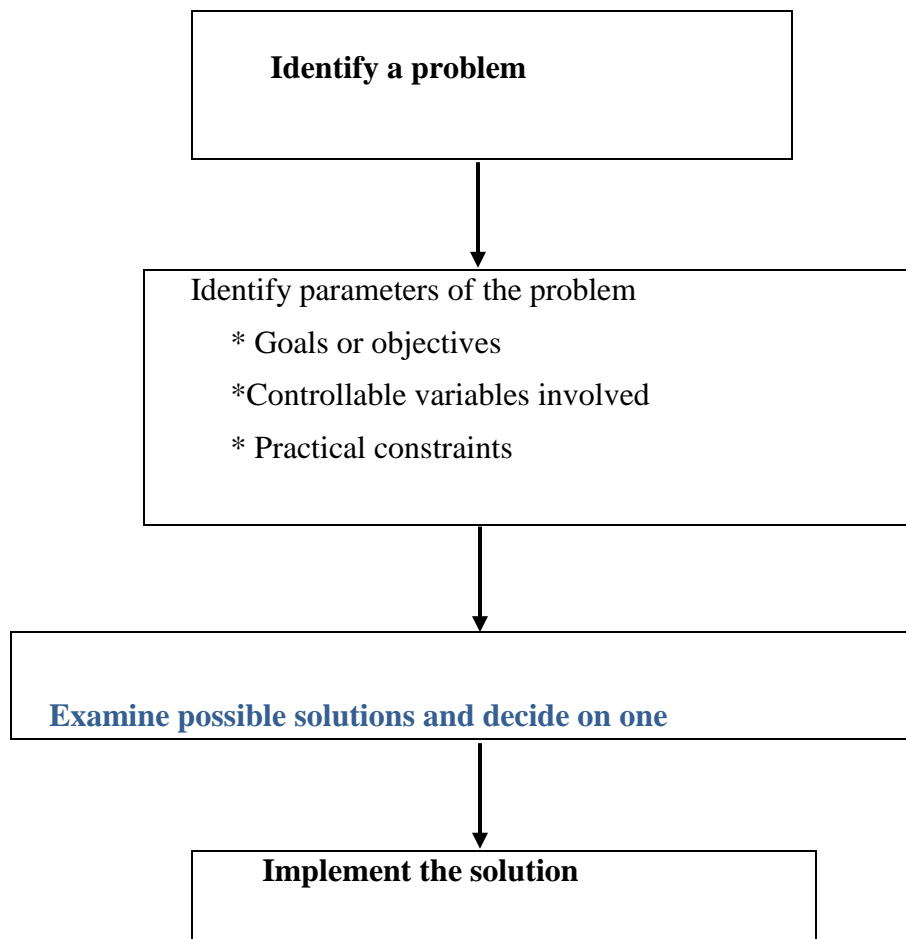 Identify a problem
Identify parameters of the problem
* Goals or objectives
*Controllable variables involved
* Practical constraints
Examine possible solutions and decide on one
Implement the solution